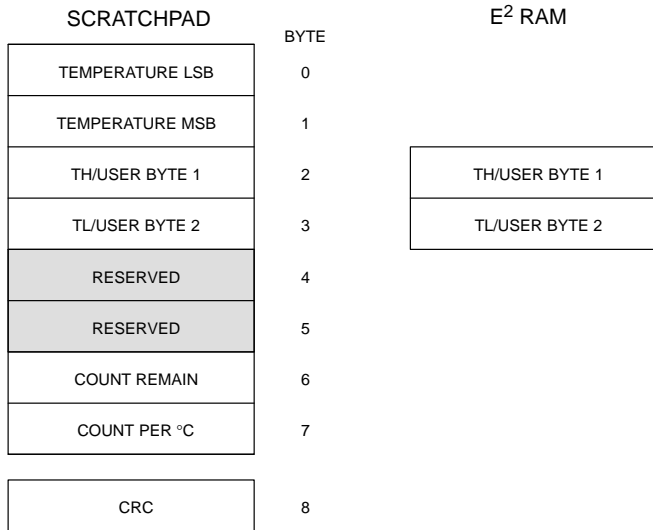 SCRATCHPAD
BYTE
E² RAM
TEMPERATURE LSB 0
TEMPERATURE MSB 1
TH/USER BYTE 1 2 TH/USER BYTE 1
TL/USER BYTE 2 3 TL/USER BYTE 2
RESERVED 4
RESERVED 5
COUNT REMAIN 6
COUNT PER °C 7
CRC 8